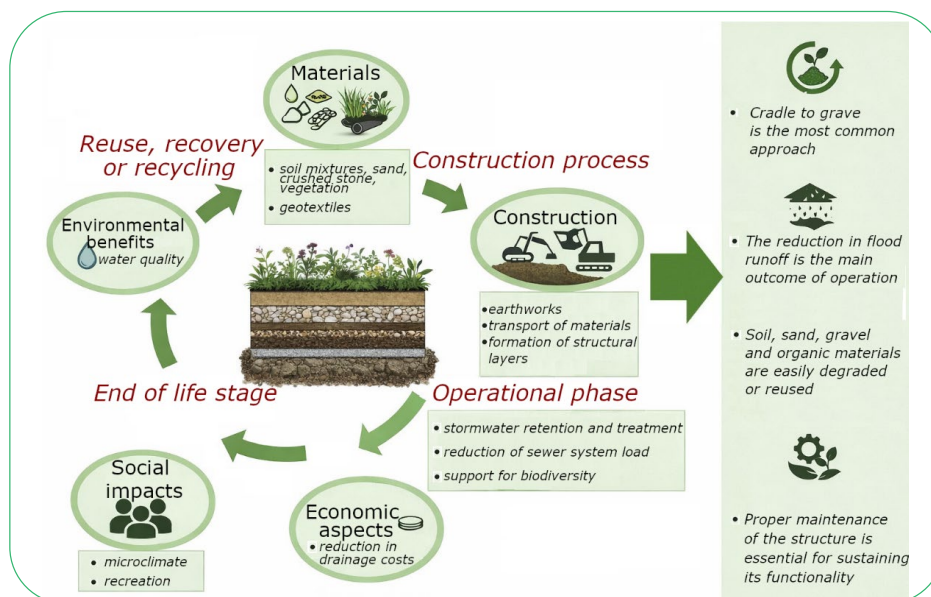 Materials
• soil mixtures, sand,
crushed stone,
vegetation
• geotextiles
Construction process
Construction
• earthworks
• transport of materials
• formation of structural
layers
Operational phase
• stormwater retention and treatment
• reduction of sewer system load
• support for biodiversity
Economic
aspects
• reduction in
drainage costs
Social
impacts
• microclimate
• recreation
End of life stage
Environmental
benefits
water quality
Reuse, recovery
or recycling
• Cradle to grave
is the most common
approach
• The reduction in flood
runoff is the main
outcome of operation
• Soil, sand, gravel
and organic materials
are easily degraded
or reused
• Proper maintenance
of the structure is
essential for sustaining
its functionality